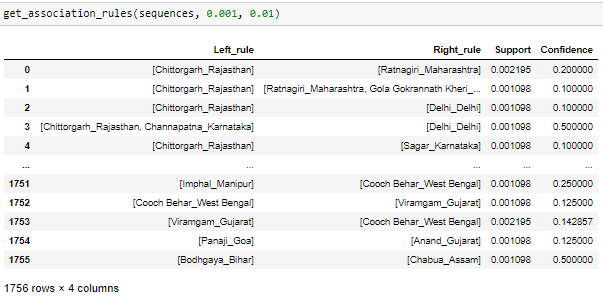 get_association_rules(sequences, 0.001, 0.01)
Left_rule Right_rule Support Confidence
0 [Chittorgarh_Rajasthan] [Ratnagiri_Maharashtra] 0.002195 0.200000
1 [Chittorgarh_Rajasthan] [Ratnagiri_Maharashtra, Gola Gokrannath Kheri_... 0.001098 0.100000
2 [Chittorgarh_Rajasthan] [Delhi_Delhi] 0.001098 0.100000
3 [Chittorgarh_Rajasthan, Channapatna_Karnataka] [Delhi_Delhi] 0.001098 0.500000
4 [Chittorgarh_Rajasthan] [Sagar_Karnataka] 0.001098 0.100000
... ... ... ... ...
1751 [Imphal_Manipur] [Cooch Behar_West Bengal] 0.001098 0.250000
1752 [Cooch Behar_West Bengal] [Viramgam_Gujarat] 0.001098 0.125000
1753 [Viramgam_Gujarat] [Cooch Behar_West Bengal] 0.002195 0.142857
1754 [Panaji_Goa] [Anand_Gujarat] 0.001098 0.125000
1755 [Bodhgaya_Bihar] [Chabua_Assam] 0.001098 0.500000
1756 rows × 4 columns